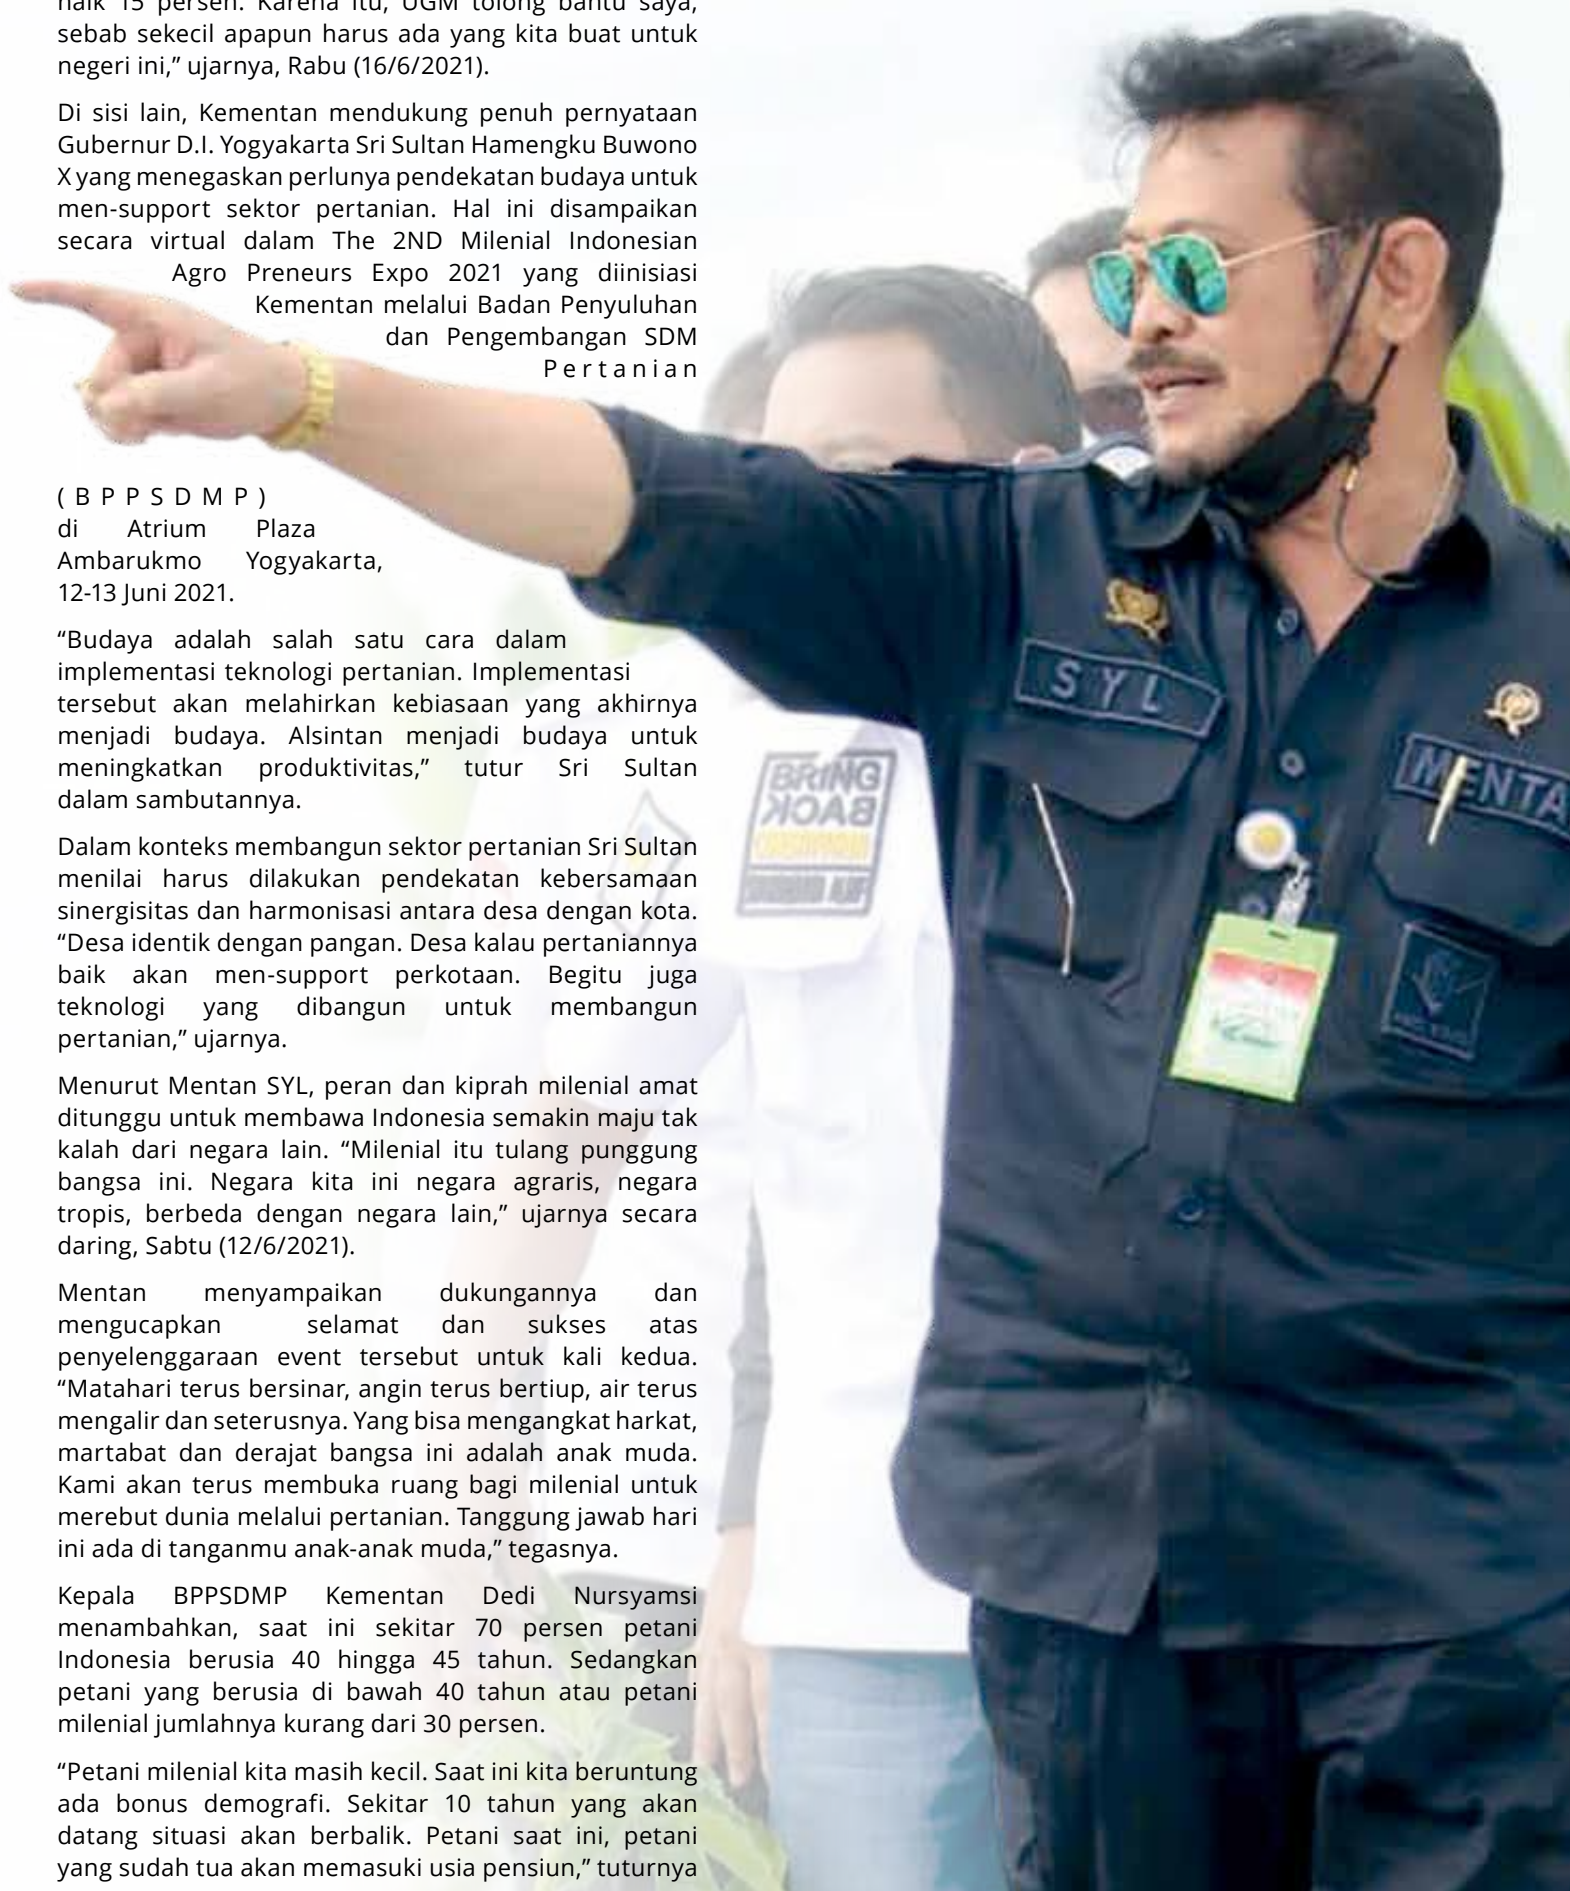 naik 15 persen. Karena itu, UGM tolong bantu saya,
sebab sekecil apapun harus ada yang kita buat untuk
negeri ini,” ujarnya, Rabu (16/6/2021).
Di sisi lain, Kementan mendukung penuh pernyataan
Gubernur D.I. Yogyakarta Sri Sultan Hamengku Buwono
X yang menegaskan perlunya pendekatan budaya untuk
men-support sektor pertanian. Hal ini disampaikan
secara virtual dalam The 2ND Milenial Indonesian
Agro Preneurs Expo 2021 yang diinisiasi
Kementan melalui Badan Penyuluhan
dan Pengembangan SDM
Pertanian
(BPPSDMP)
di Atrium Plaza
Ambarukmo Yogyakarta,
12-13 Juni 2021.
“Budaya adalah salah satu cara dalam
implementasi teknologi pertanian. Implementasi
tersebut akan melahirkan kebiasaan yang akhirnya
menjadi budaya. Alsintan menjadi budaya untuk
meningkatkan produktivitas,” tutur Sri Sultan
dalam sambutannya.
Dalam konteks membangun sektor pertanian Sri Sultan
menilai harus dilakukan pendekatan kebersamaan
sinergisitas dan harmonisasi antara desa dengan kota.
“Desa identik dengan pangan. Desa kalau pertaniannya
baik akan men-support perkotaan. Begitu juga
teknologi yang dibangun untuk membangun
pertanian,” ujarnya.
Menurut Mentan SYL, peran dan kiprah milenial amat
ditunggu untuk membawa Indonesia semakin maju tak
kalah dari negara lain. “Milenial itu tulang punggung
bangsa ini. Negara kita ini negara agraris, negara
tropis, berbeda dengan negara lain,” ujarnya secara
daring, Sabtu (12/6/2021).
Mentan menyampaikan dukungannya dan
mengucapkan selamat dan sukses atas
penyelenggaraan event tersebut untuk kali kedua.
“Matahari terus bersinar, angin terus bertiup, air terus
mengalir dan seterusnya. Yang bisa mengangkat harkat,
martabat dan derajat bangsa ini adalah anak muda.
Kami akan terus membuka ruang bagi milenial untuk
merebut dunia melalui pertanian. Tanggung jawab hari
ini ada di tanganmu anak-anak muda,” tegasnya.
Kepala BPPSDMP Kementan Dedi Nursyamsi
menambahkan, saat ini sekitar 70 persen petani
Indonesia berusia 40 hingga 45 tahun. Sedangkan
petani yang berusia di bawah 40 tahun atau petani
milenial jumlahnya kurang dari 30 persen.
“Petani milenial kita masih kecil. Saat ini kita beruntung
ada bonus demografi. Sekitar 10 tahun yang akan
datang situasi akan berbalik. Petani saat ini, petani
yang sudah tua akan memasuki usia pensiun,” tuturnya
SYL
MENTA
BRING
BACK